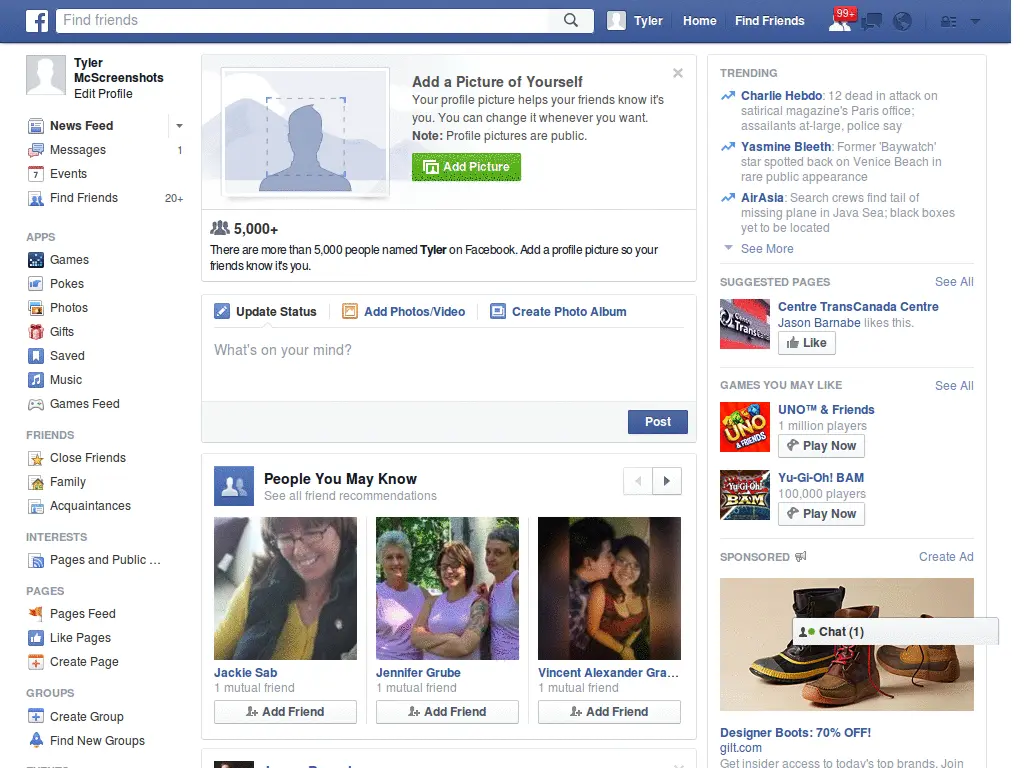 Find friends
Tyler
Home
Find Friends
99+
Tyler
McScreenshots
Edit Profile
News Feed
Messages 1
Events
Find Friends 20+
APPS
Games
Pokes
Photos
Gifts
Saved
Music
Games Feed
FRIENDS
Close Friends
Family
Acquaintances
INTERESTS
Pages and Public ...
PAGES
Pages Feed
Like Pages
Create Page
GROUPS
Create Group
Find New Groups
Add a Picture of Yourself
Your profile picture helps your friends know it's
you. You can change it whenever you want.
Note: Profile pictures are public.
Add Picture
5,000+
There are more than 5,000 people named Tyler on Facebook. Add a profile picture so your
friends know it's you.
Update Status
Add Photos/Video
Create Photo Album
What's on your mind?
Post
People You May Know
See all friend recommendations
Jackie Sab
1 mutual friend
Add Friend
Jennifer Grube
1 mutual friend
Add Friend
Vincent Alexander Gra...
1 mutual friend
Add Friend
TRENDING
Charlie Hebdo: 12 dead in attack on
satirical magazine's Paris office;
assailants at-large, police say
Yasmine Bleeth: Former 'Baywatch'
star spotted back on Venice Beach in
rare public appearance
AirAsia: Search crews find tail of
missing plane in Java Sea; black boxes
yet to be located
See More
SUGGESTED PAGES See All
Centre TransCanada Centre
Jason Barnabe likes this.
Like
GAMES YOU MAY LIKE See All
UNO
& FRIENDS
UNO™ & Friends
1 million players
Play Now
Yu-Gi-Oh!
BAM
Yu-Gi-Oh! BAM
100,000 players
Play Now
SPONSORED Create Ad
Chat (1)
Designer Boots: 70% OFF!
gilt.com
Get insider access to today's top brands. Join